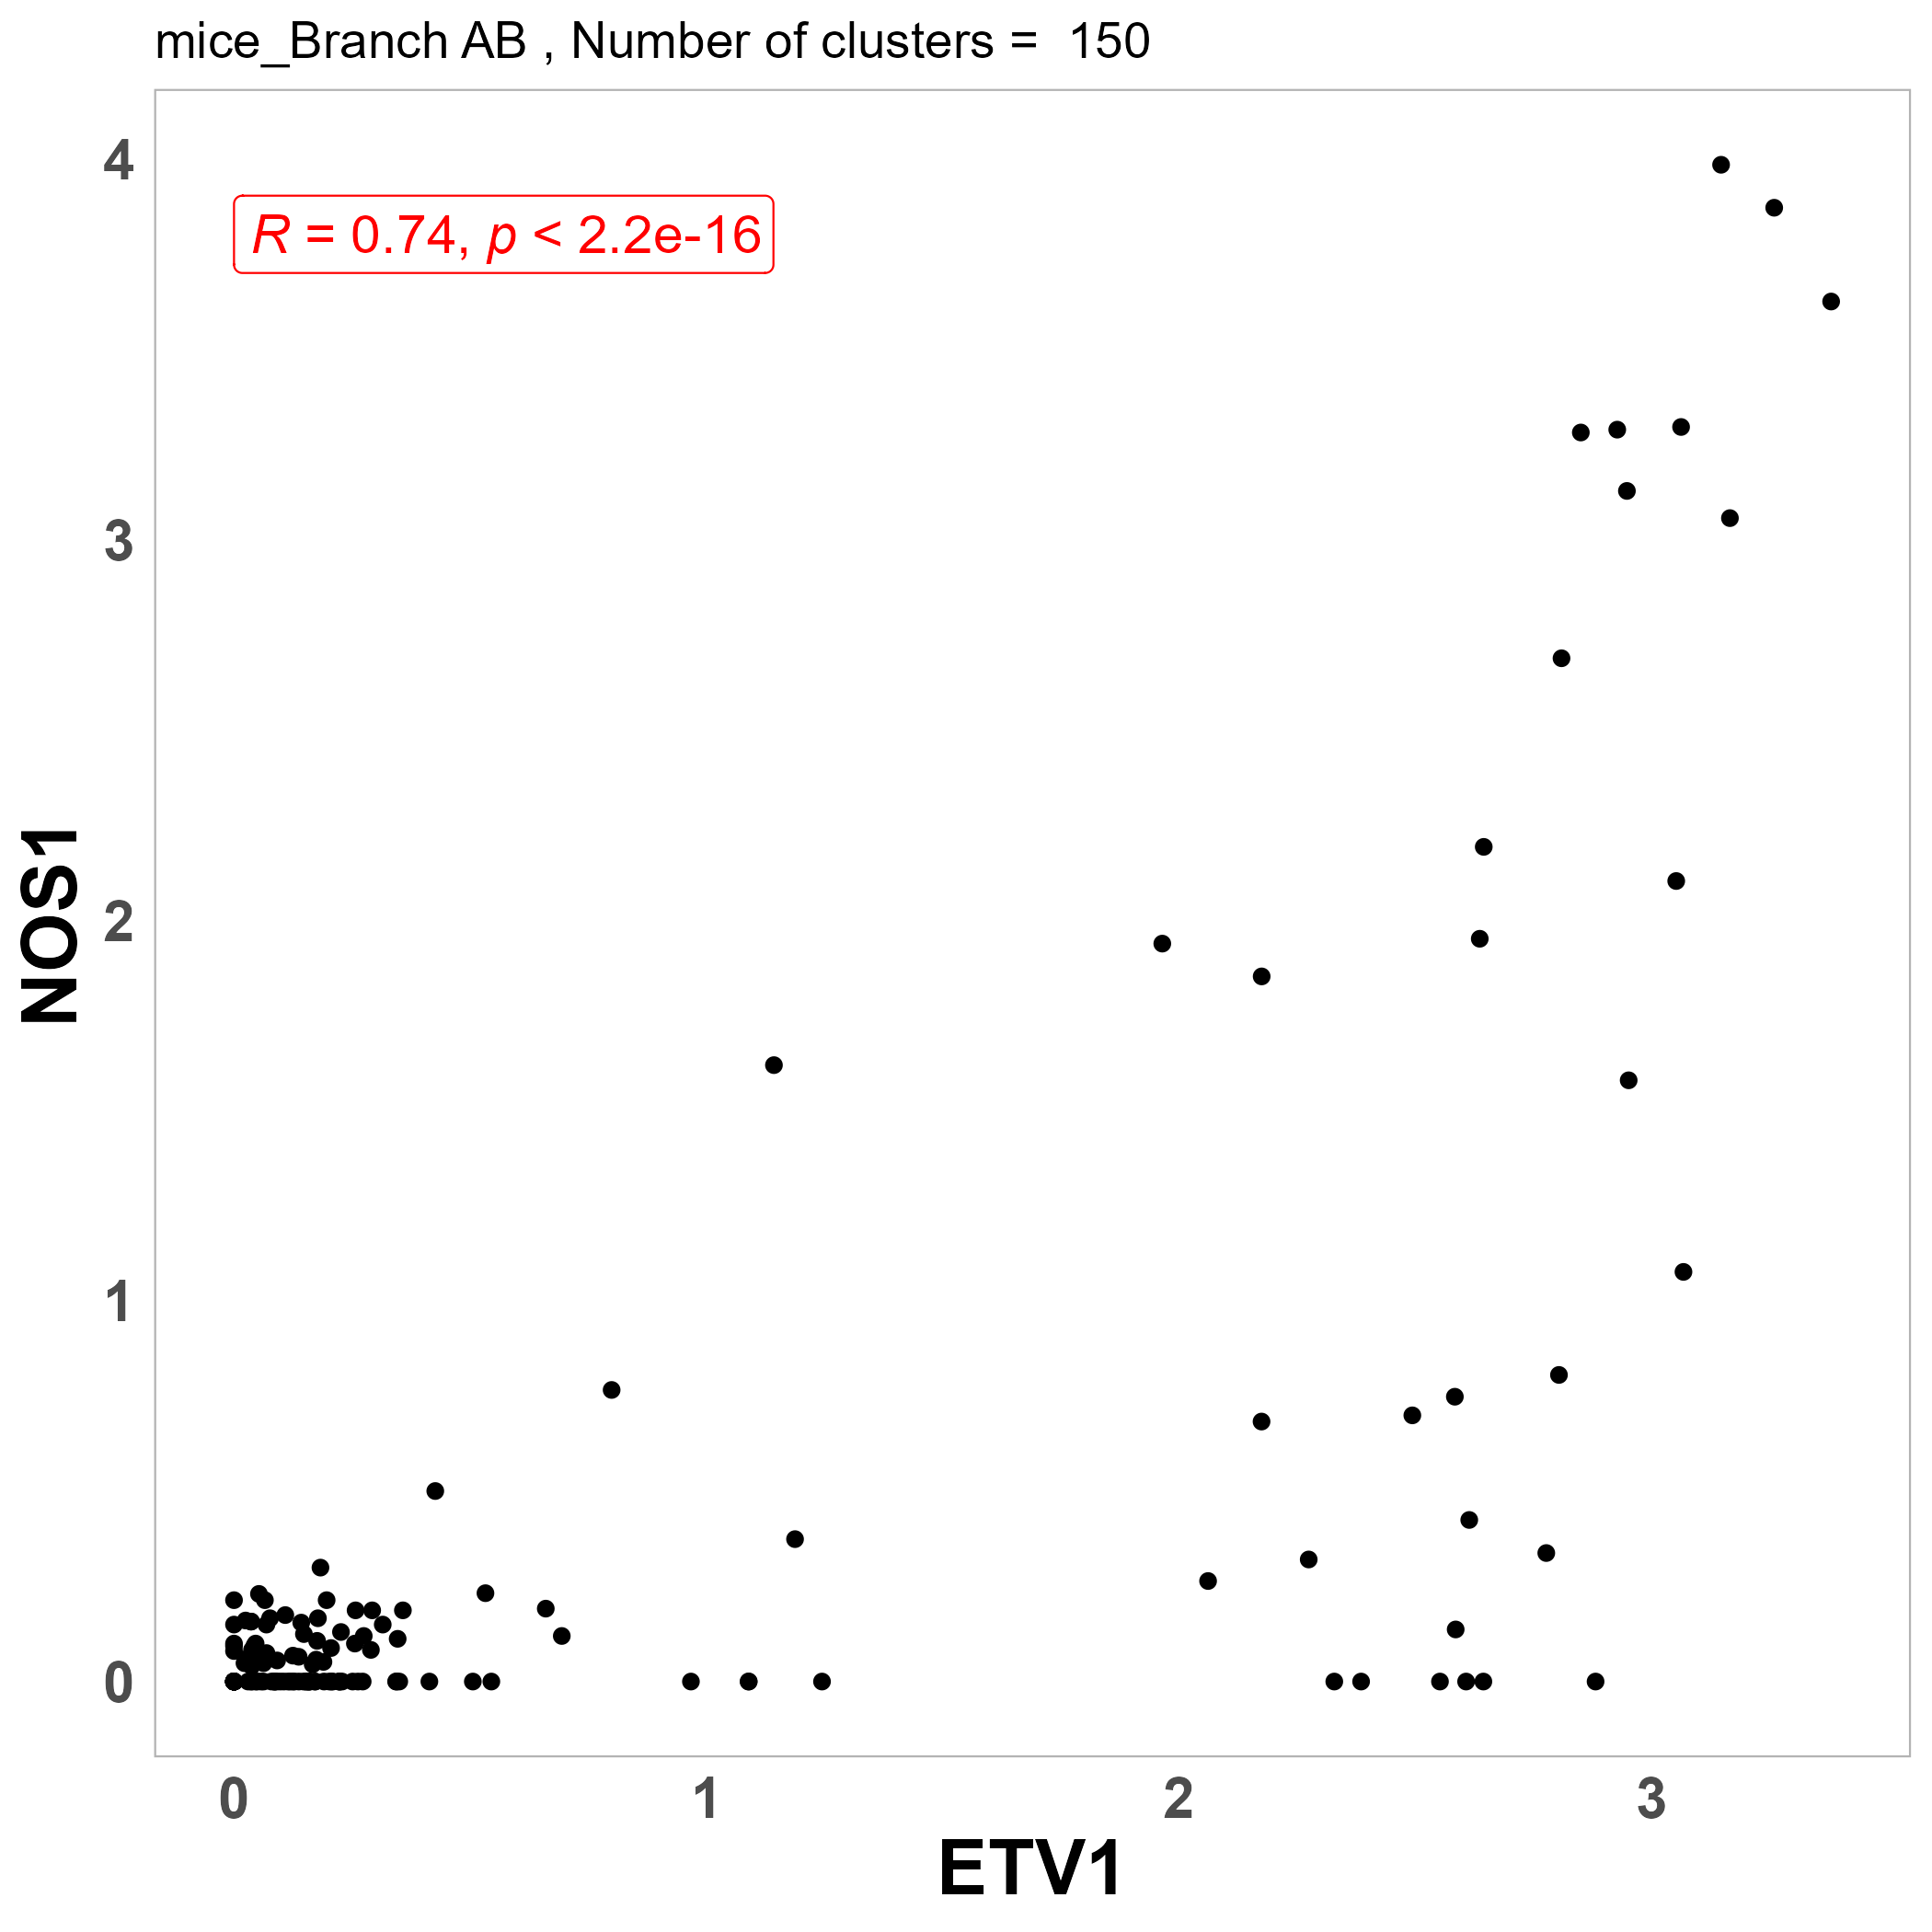 mice_Branch AB , Number of clusters =  150
R = 0.74, p < 2.2e-16
4
3
2
1
0
NOS1
0 1 2 3
ETV1